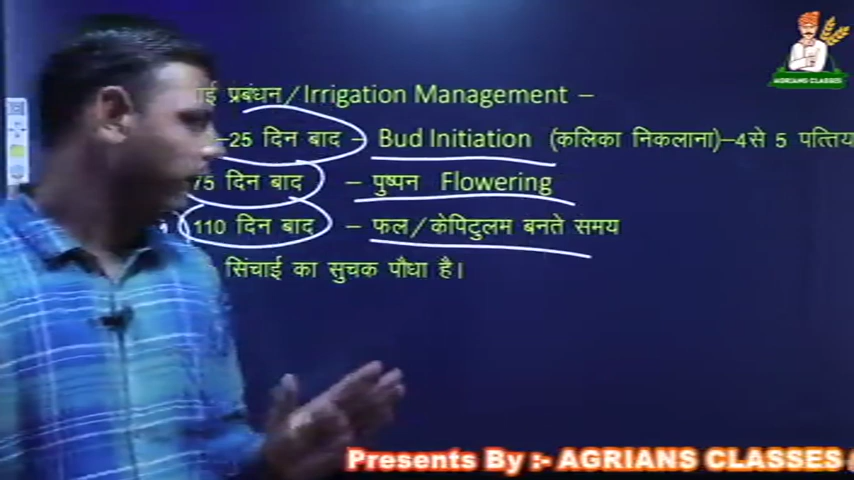 प्रबंधन/Irrigation Management –
–25 दिन बाद – Bud Initiation (कलिका निकलाना)–4से 5 पत्तिय
75 दिन बाद – पुष्पन Flowering
110 दिन बाद – फल/केपिटुलम बनते समय
सिंचाई का सुचक पौधा है।
AGRIANS CLASSES
Presents By :- AGRIANS CLASSES